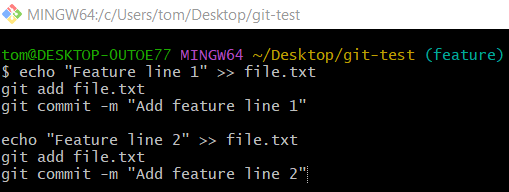 MINGW64:/c/Users/tom/Desktop/git-test
tom@DESKTOP-OUTOE77 MINGW64 ~/Desktop/git-test (feature)
$ echo "Feature line 1" >> file.txt
git add file.txt
git commit -m "Add feature line 1"

echo "Feature line 2" >> file.txt
git add file.txt
git commit -m "Add feature line 2"